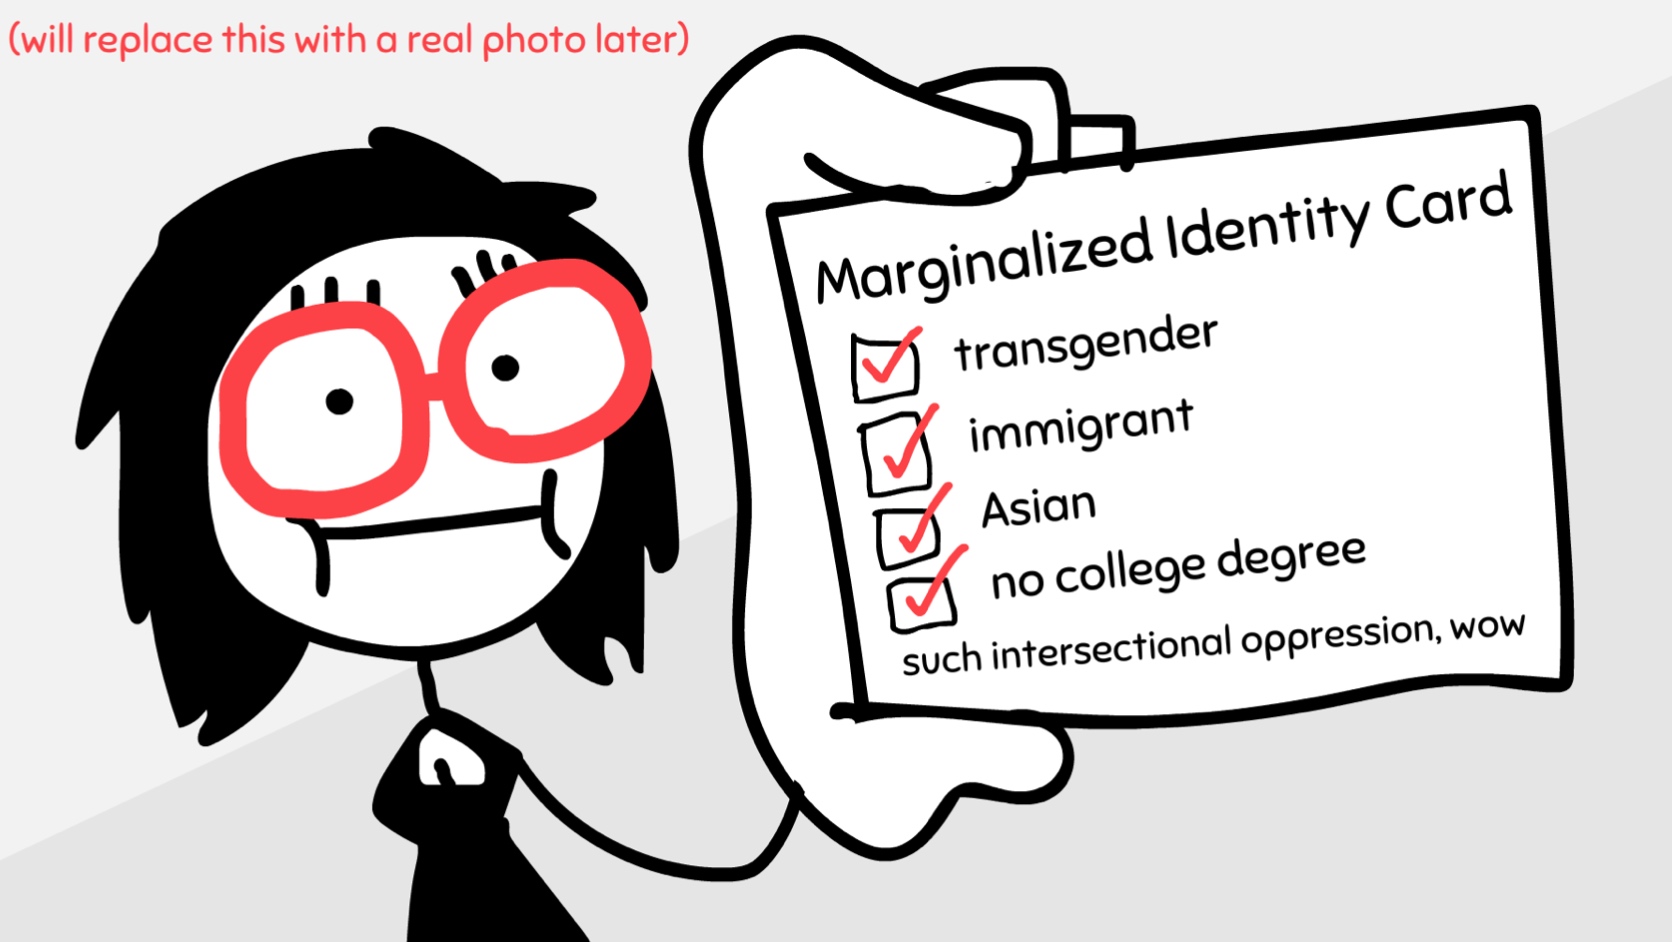 (will replace this with a real photo later)
Marginalized Identity Card
transgender
immigrant
Asian
no college degree
such intersectional oppression, wow